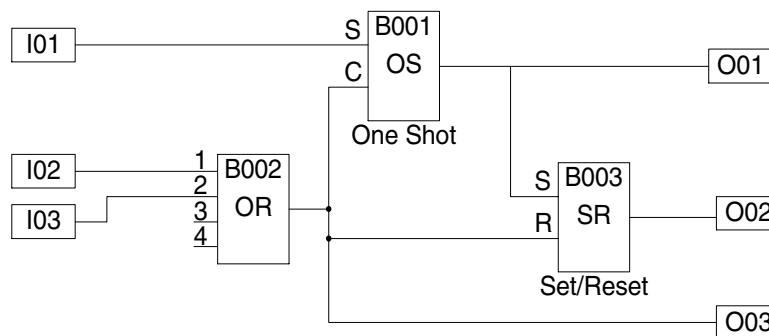 I01
S
B001
OS
C
One Shot
O01
I02
1
B002
2
OR
3
4
I03
S
B003
SR
R
Set/Reset
O02
O03